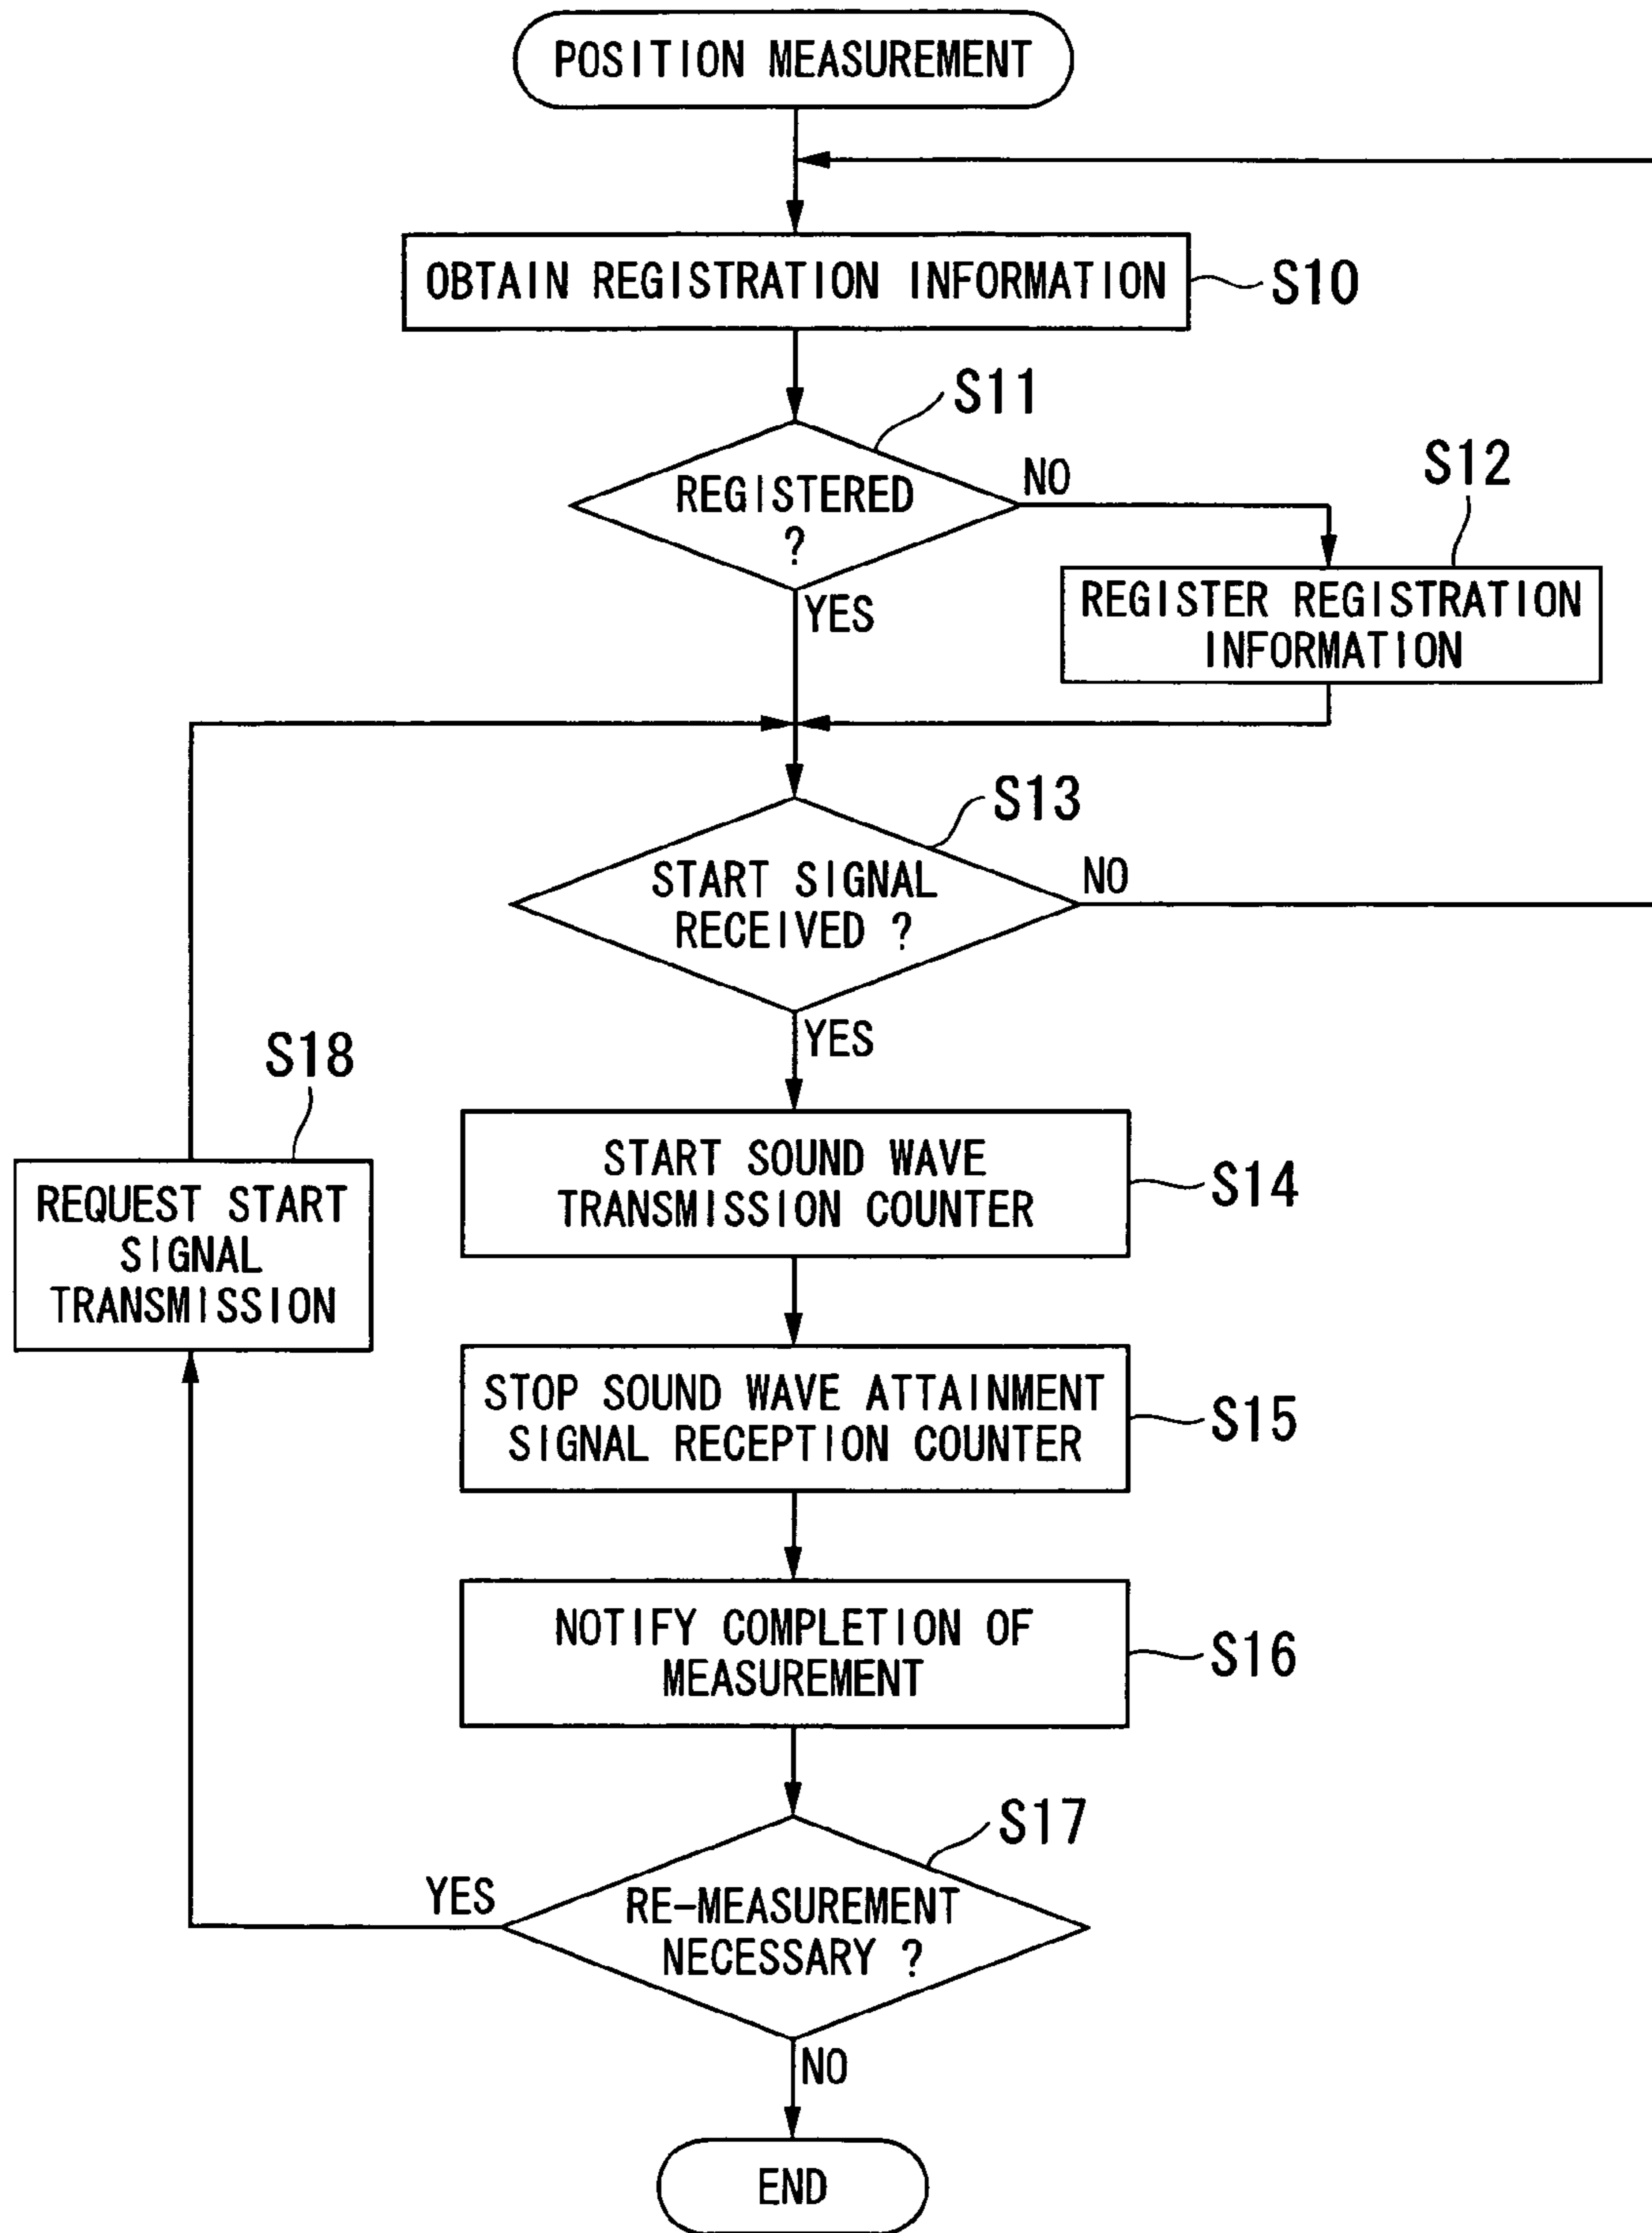 POSITION MEASUREMENT
OBTAIN REGISTRATION INFORMATION
S10
S11
REGISTERED
?
NO
S12
YES
REGISTER REGISTRATION
INFORMATION
S13
START SIGNAL
RECEIVED ?
NO
YES
S18
REQUEST START
SIGNAL
TRANSMISSION
START SOUND WAVE
TRANSMISSION COUNTER
S14
STOP SOUND WAVE ATTAINMENT
SIGNAL RECEPTION COUNTER
S15
NOTIFY COMPLETION OF
MEASUREMENT
S16
S17
YES
RE-MEASUREMENT
NECESSARY ?
NO
END